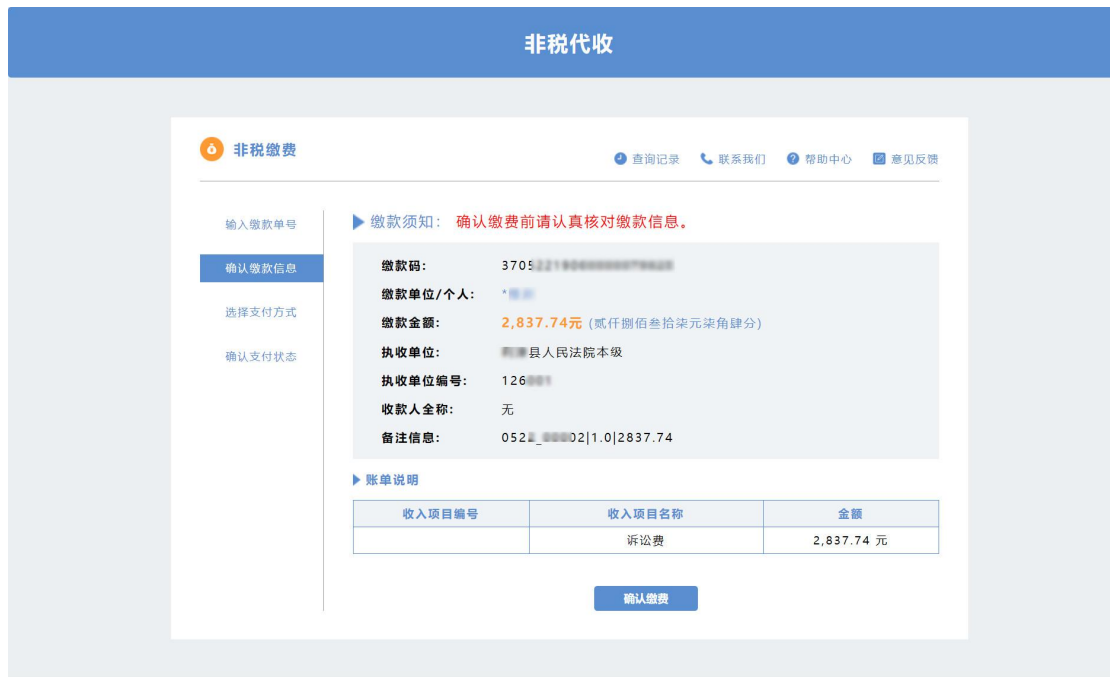 非税代收
非税缴费
查询记录 联系我们 帮助中心 意见反馈
输入缴款单号
确认缴款信息
选择支付方式
确认支付状态
缴款须知： 确认缴费前请认真核对缴款信息。
缴款码： 3705
缴款单位/个人： *
缴款金额： 2,837.74元 (贰仟捌佰叁拾柒元柒角肆分)
执收单位： 县人民法院本级
执收单位编号： 126
收款人全称： 无
备注信息： 052 02|1.0|2837.74
账单说明
收入项目编号 收入项目名称 金额
诉讼费 2,837.74 元
确认缴费